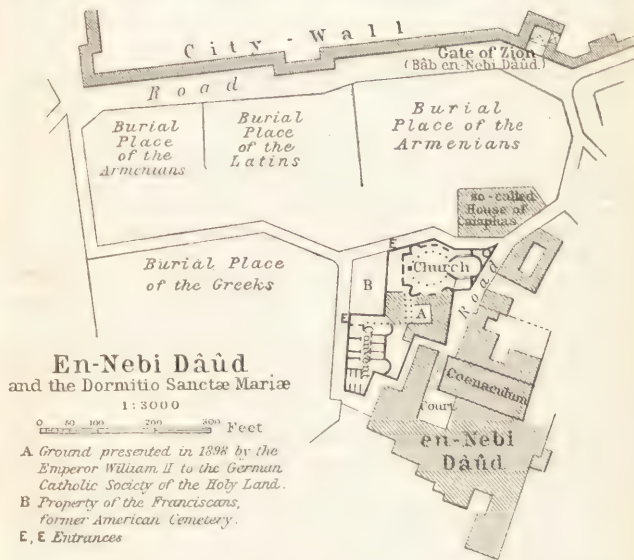 City - Wall
Gate of Zion
(Bâb en-Nebi Dâûd)
Road
Burial
Place
of the
Armenians
Burial
Place
of the
Latins
Burial
Place of the
Armenians
so-called
House of
Caiaphas
E
Church
Burial Place
of the Greeks
B
Road
A
E
Convent
Coenaculum
Court
en-Nebi
Dâûd
En-Nebi Dâûd
and the Dormitio Sanctæ Mariæ
1:3000
0 50 100 200 300 Feet
A Ground presented in 1898 by the
Emperor William II to the German
Catholic Society of the Holy Land.
B Property of the Franciscans,
former American Cemetery.
E, E Entrances